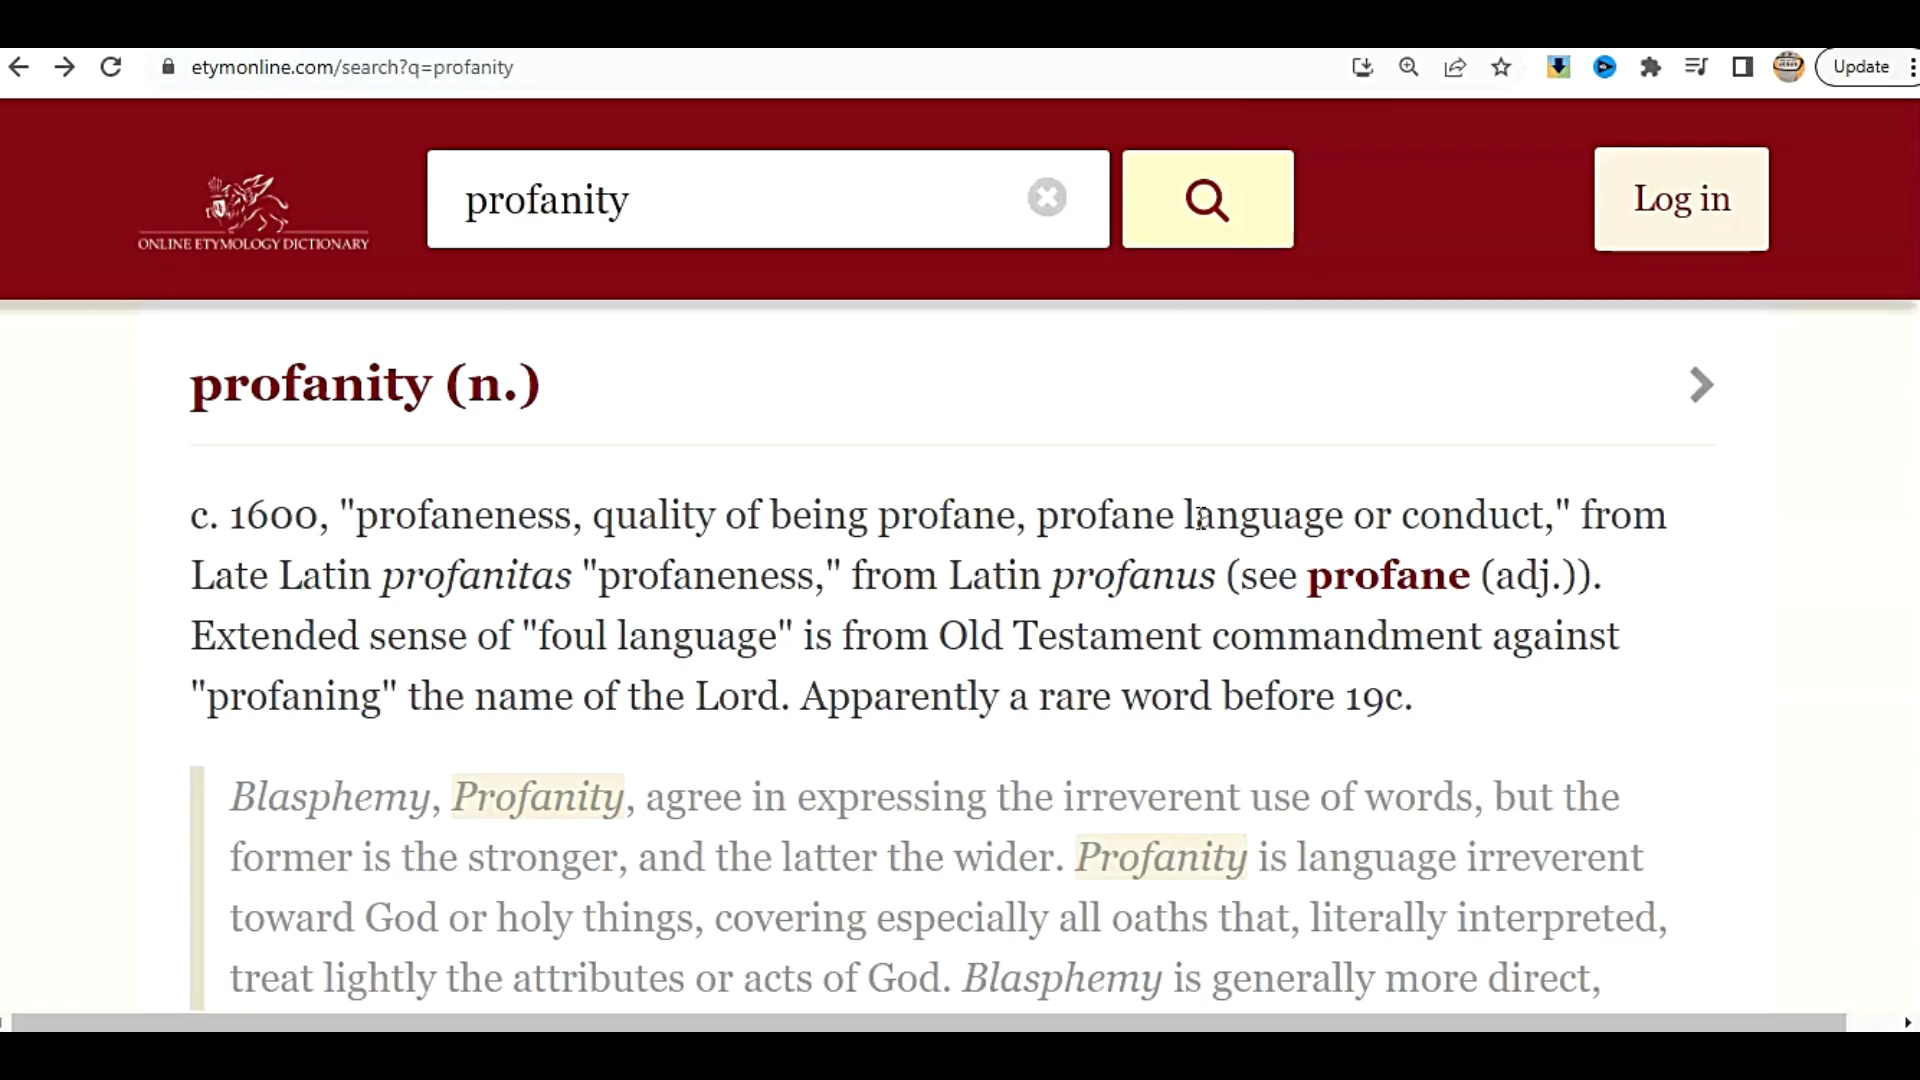 etymonline.com/search?q=profanity
Update
ONLINE ETYMOLOGY DICTIONARY
profanity
Log in
profanity (n.)
c. 1600, "profaneness, quality of being profane, profane language or conduct," from
Late Latin profanitas "profaneness," from Latin profanus (see profane (adj.)).
Extended sense of "foul language" is from Old Testament commandment against
"profaning" the name of the Lord. Apparently a rare word before 19c.
Blasphemy, Profanity, agree in expressing the irreverent use of words, but the
former is the stronger, and the latter the wider. Profanity is language irreverent
toward God or holy things, covering especially all oaths that, literally interpreted,
treat lightly the attributes or acts of God. Blasphemy is generally more direct,